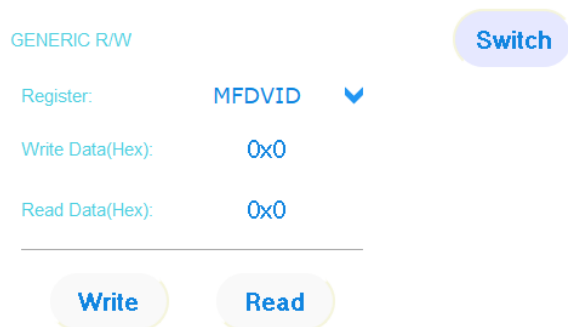 GENERIC R/W
Switch
Register: MFDVID
Write Data(Hex): 0x0
Read Data(Hex): 0x0
Write Read